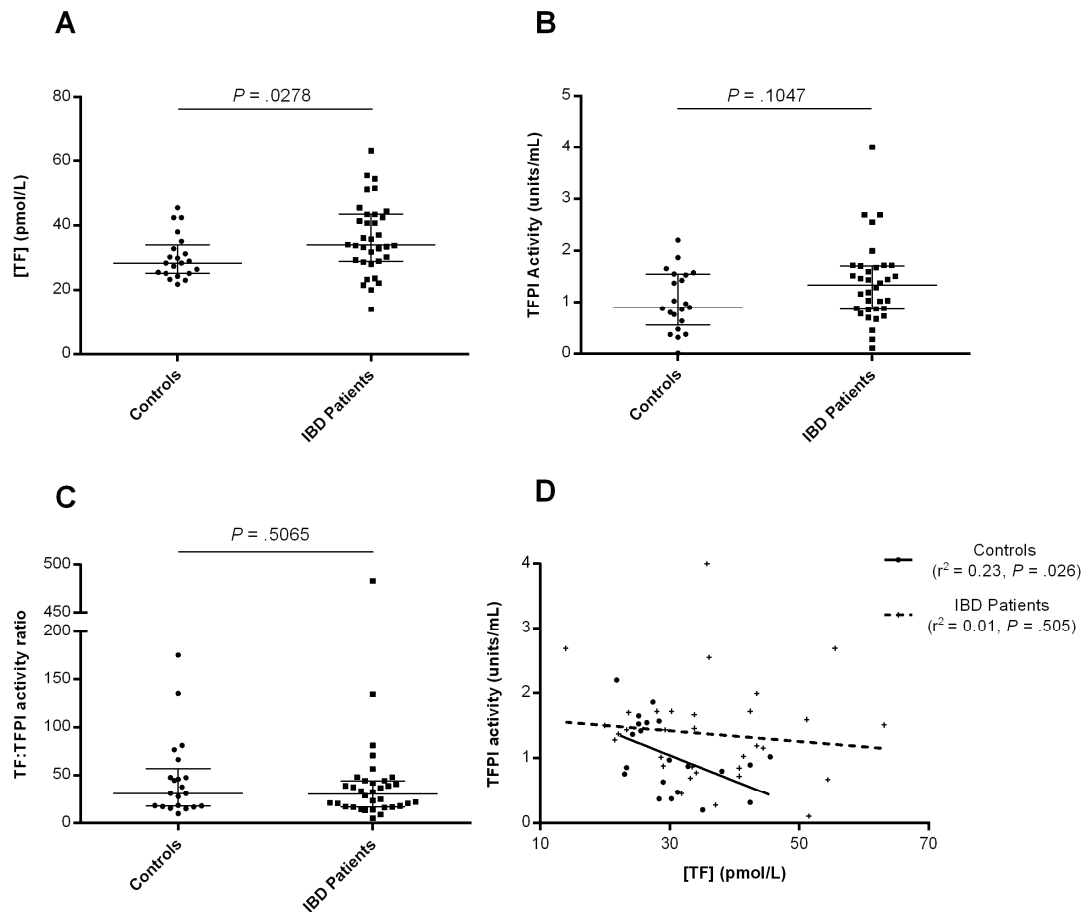 A
P = .0278
80
60
40
20
0
[TF] (pmol/L)
Controls
IBD Patients
B
P = .1047
5
4
3
2
1
0
TFPI Activity (units/mL)
Controls
IBD Patients
C
P = .5065
500
450
200
150
100
50
0
TF:TFPI activity ratio
Controls
IBD Patients
D
4
3
2
1
0
TFPI activity (units/mL)
10
30
50
70
[TF] (pmol/L)
Controls
(r² = 0.23, P = .026)
IBD Patients
(r² = 0.01, P = .505)